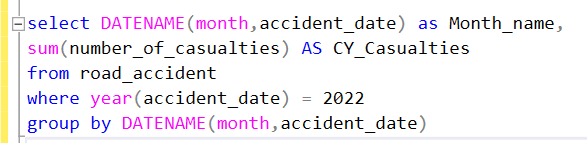 select DATENAME(month,accident_date) as Month_name,
sum(number_of_casualties) AS CY_Casualties
from road_accident
where year(accident_date) = 2022
group by DATENAME(month,accident_date)